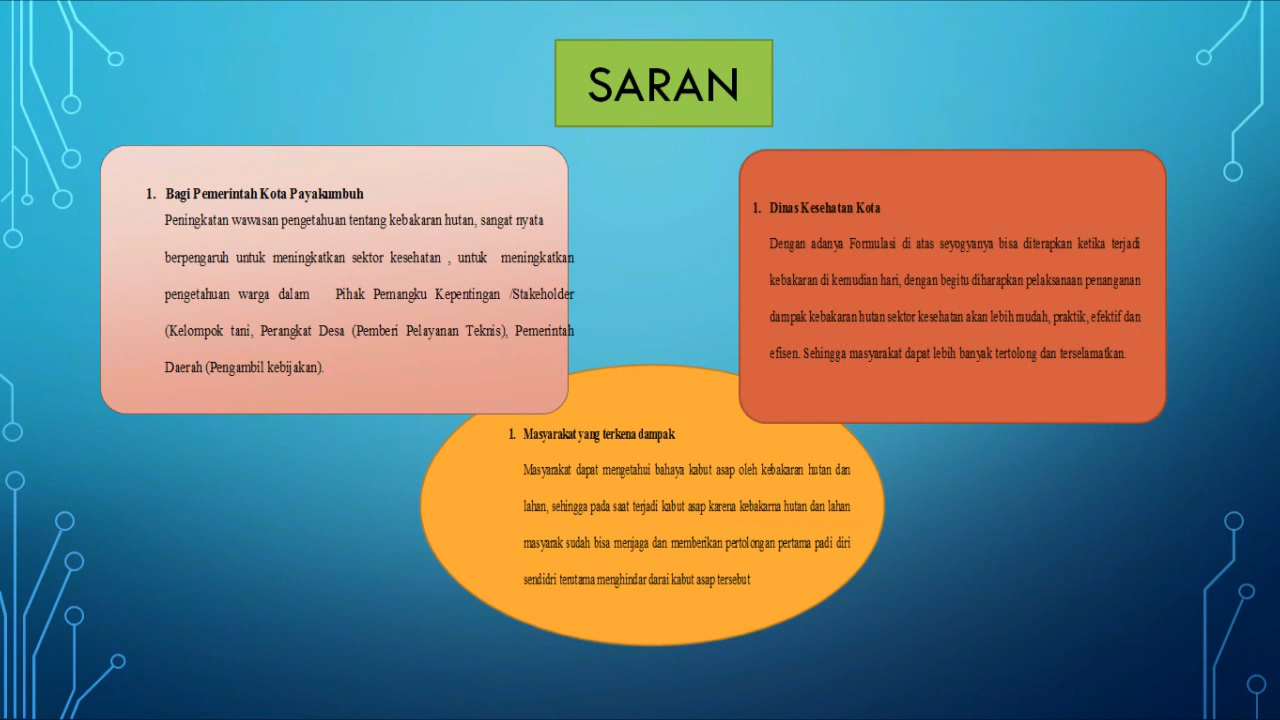 SARAN
1. Bagi Pemerintah Kota Payakumbuh
Peningkatan wawasan pengetahuan tentang kebakaran hutan, sangat nyata
berpengaruh untuk meningkatkan sektor kesehatan , untuk meningkatkan
pengetahuan warga dalam Pihak Pemangku Kepentingan /Stakeholder
(Kelompok tani, Perangkat Desa (Pemberi Pelayanan Teknis), Pemerintah
Daerah (Pengambil kebijakan).
1. Dinas Kesehatan Kota
Dengan adanya Formulasi di atas seyogyanya bisa diterapkan ketika terjadi
kebakaran di kemudian hari, dengan begitu diharapkan pelaksanaan penanganan
dampak kebakaran hutan sektor kesehatan akan lebih mudah, praktik, efektif dan
efisen. Sehingga masyarakat dapat lebih banyak tertolong dan terselamatkan.
1. Masyarakat yang terkena dampak
Masyarakat dapat mengetahui bahaya kabut asap oleh kebakaran hutan dan
lahan, sehingga pada saat terjadi kabut asap karena kebakarna hutan dan lahan
masyarak sudah bisa menjaga dan memberikan pertolongan pertama padi diri
sendidri terutama menghindar darai kabut asap tersebut